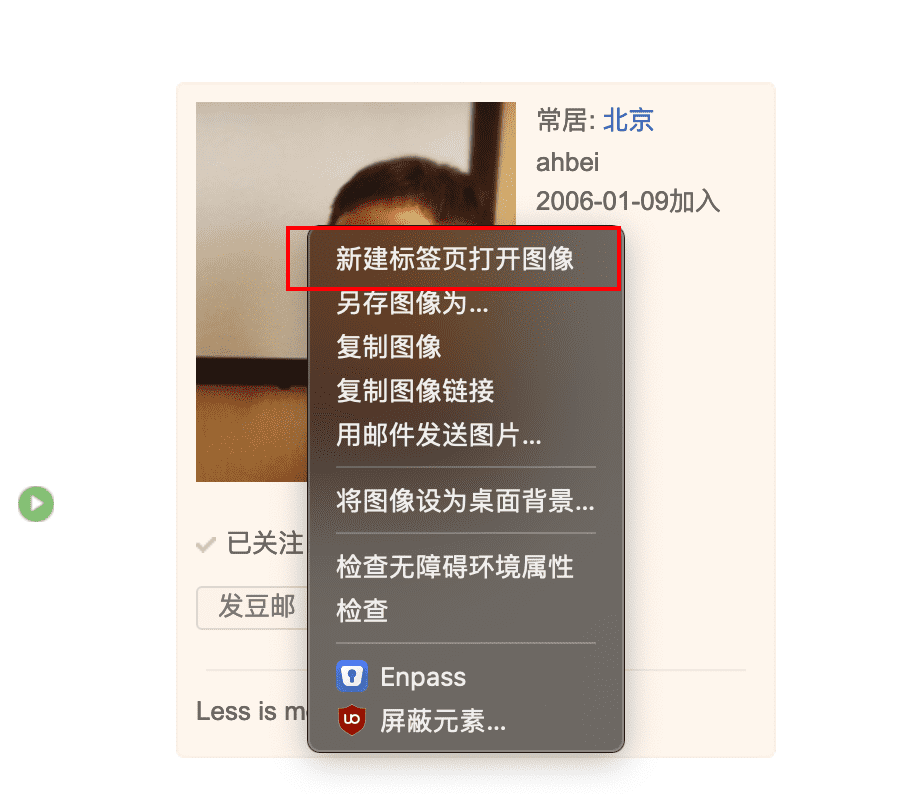 常居: 北京
ahbei
2006-01-09加入
新建标签页打开图像
另存图像为...
复制图像
复制图像链接
用邮件发送图片...
将图像设为桌面背景...
已关注
检查无障碍环境属性
发豆邮
检查
Enpass
Less is
屏蔽元素...